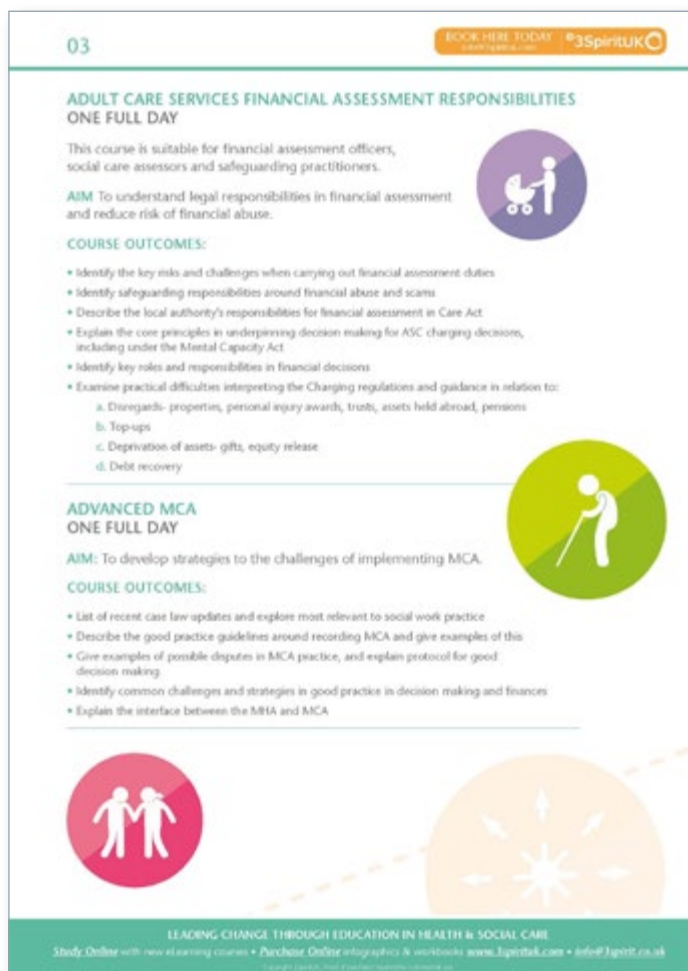 03
BOOK HERE TODAY
3SpiritUK
ADULT CARE SERVICES FINANCIAL ASSESSMENT RESPONSIBILITIES
ONE FULL DAY
This course is suitable for financial assessment officers,
social care assessors and safeguarding practitioners.
AIM To understand legal responsibilities in financial assessment
and reduce risk of financial abuse.
COURSE OUTCOMES:
• Identify the key risks and challenges when carrying out financial assessment duties
• Identify safeguarding responsibilities around financial abuse and scams
• Describe the local authority's responsibilities for financial assessment in Care Act
• Explain the core principles in underpinning decision making for ASC charging decisions,
including under the Mental Capacity Act
• Identify key roles and responsibilities in financial decisions
• Examine practical difficulties interpreting the Charging regulations and guidance in relation to:
a. Disregards- properties, personal injury awards, trusts, assets held abroad, pensions
b. Top-ups
c. Deprivation of assets- gifts, equity release
d. Debt recovery
ADVANCED MCA
ONE FULL DAY
AIM: To develop strategies to the challenges of implementing MCA.
COURSE OUTCOMES:
• List of recent case law updates and explore most relevant to social work practice
• Describe the good practice guidelines around recording MCA and give examples of this
• Give examples of possible disputes in MCA practice, and explain protocol for good
decision making
• Identify common challenges and strategies in good practice in decision making and finances
• Explain the interface between the MHA and MCA
LEADING CHANGE THROUGH EDUCATION IN HEALTH & SOCIAL CARE
Study Online with new eLearning courses • Purchase Online infographics & workbooks www.3spirituk.com • info@3spirit.co.uk